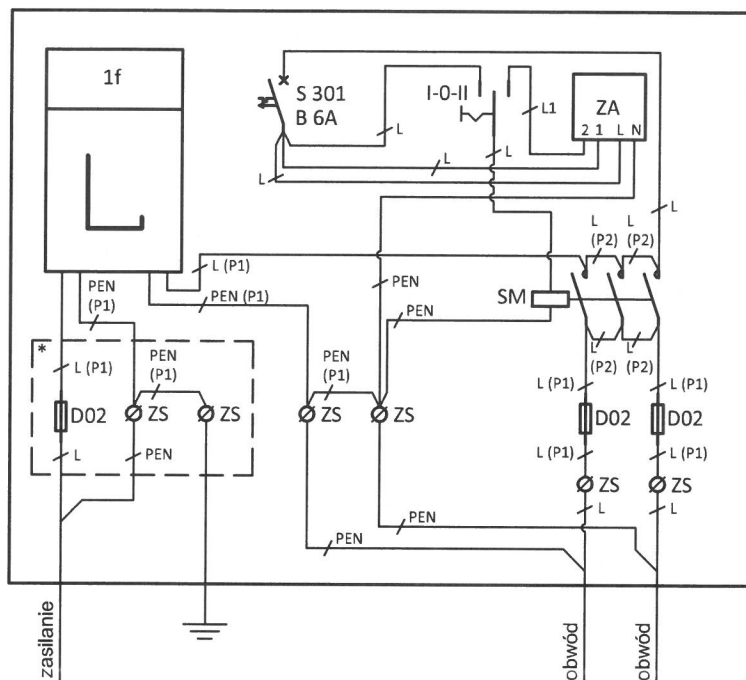 1f
S 301
B 6A
I-0-II
L1
ZA
2 1 L N
L
L
L
L
L
L (P1)
L
(P2)
L
(P2)
PEN
(P1)
PEN (P1)
PEN
PEN
SM
L
(P2)
L
(P2)
*
L (P1)
PEN
(P1)
PEN
(P1)
L (P1)
L (P1)
D02
ZS
ZS
ZS
ZS
D02
D02
L
PEN
L (P1)
L (P1)
ZS
ZS
L
L
PEN
PEN
zasilanie
obwód
obwód